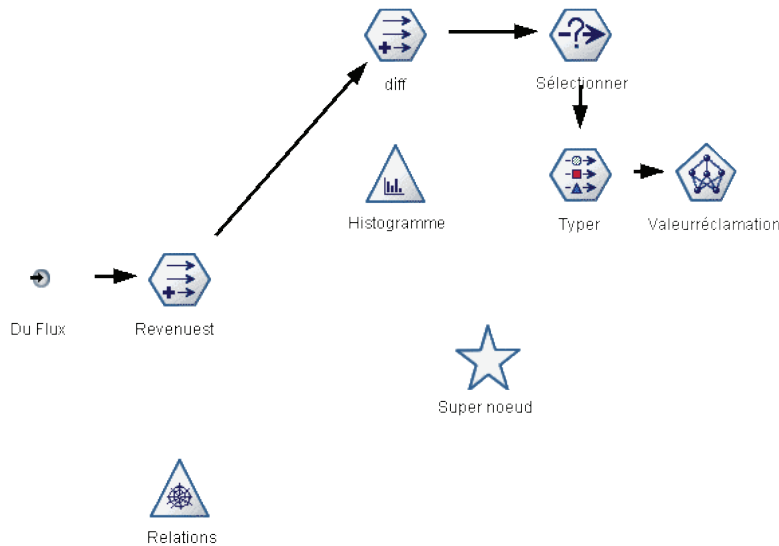 diff
Sélectionner
Histogramme
Typer
Valeurréclamation
Du Flux
Revenuest
Super noeud
Relations